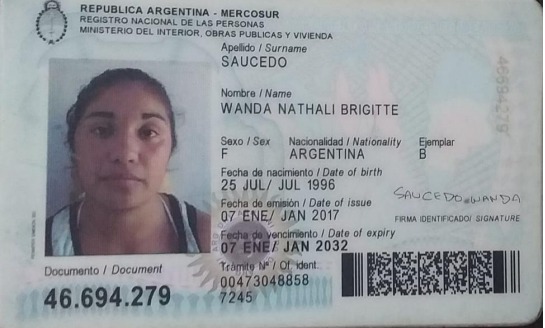 REPUBLICA ARGENTINA - MERCOSUR
REGISTRO NACIONAL DE LAS PERSONAS
MINISTERIO DEL INTERIOR, OBRAS PUBLICAS Y VIVIENDA
Apellido / Surname
SAUCEDO
Nombre / Name
WANDA NATHALI BRIGITTE
Sexo / Sex Nacionalidad / Nationality Ejemplar
F ARGENTINA B
Fecha de nacimiento / Date of birth
25 JUL/ JUL 1996
Fecha de emisión / Date of issue
07 ENE/ JAN 2017
SAUCEDO WANDA
FIRMA IDENTIFICADO/ SIGNATURE
Fecha de vencimiento / Date of expiry
07 ENE/ JAN 2032
Documento / Document
46.694.279
Trámite Nº / Of. ident.
00473048858
7245